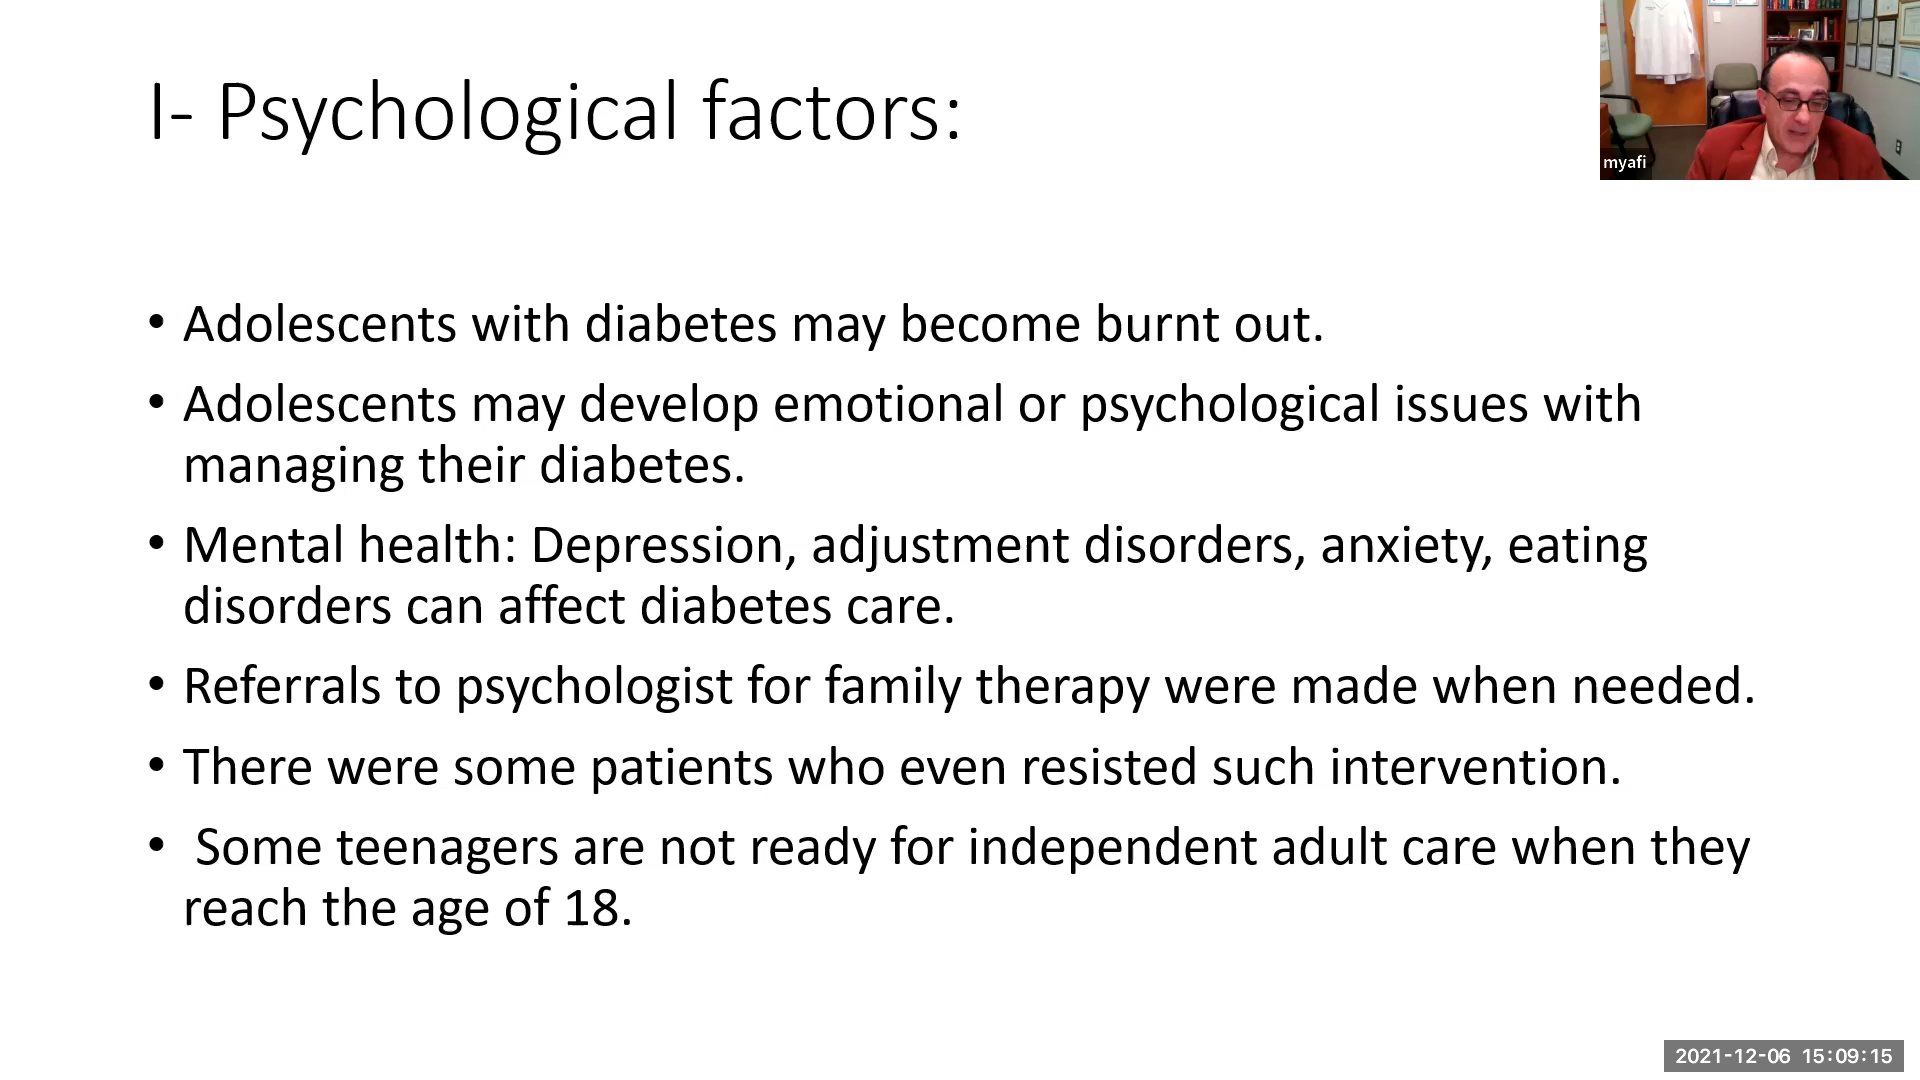 I- Psychological factors:
myafi
• Adolescents with diabetes may become burnt out.
• Adolescents may develop emotional or psychological issues with
managing their diabetes.
• Mental health: Depression, adjustment disorders, anxiety, eating
disorders can affect diabetes care.
• Referrals to psychologist for family therapy were made when needed.
• There were some patients who even resisted such intervention.
• Some teenagers are not ready for independent adult care when they
reach the age of 18.
2021-12-06 15:09:15